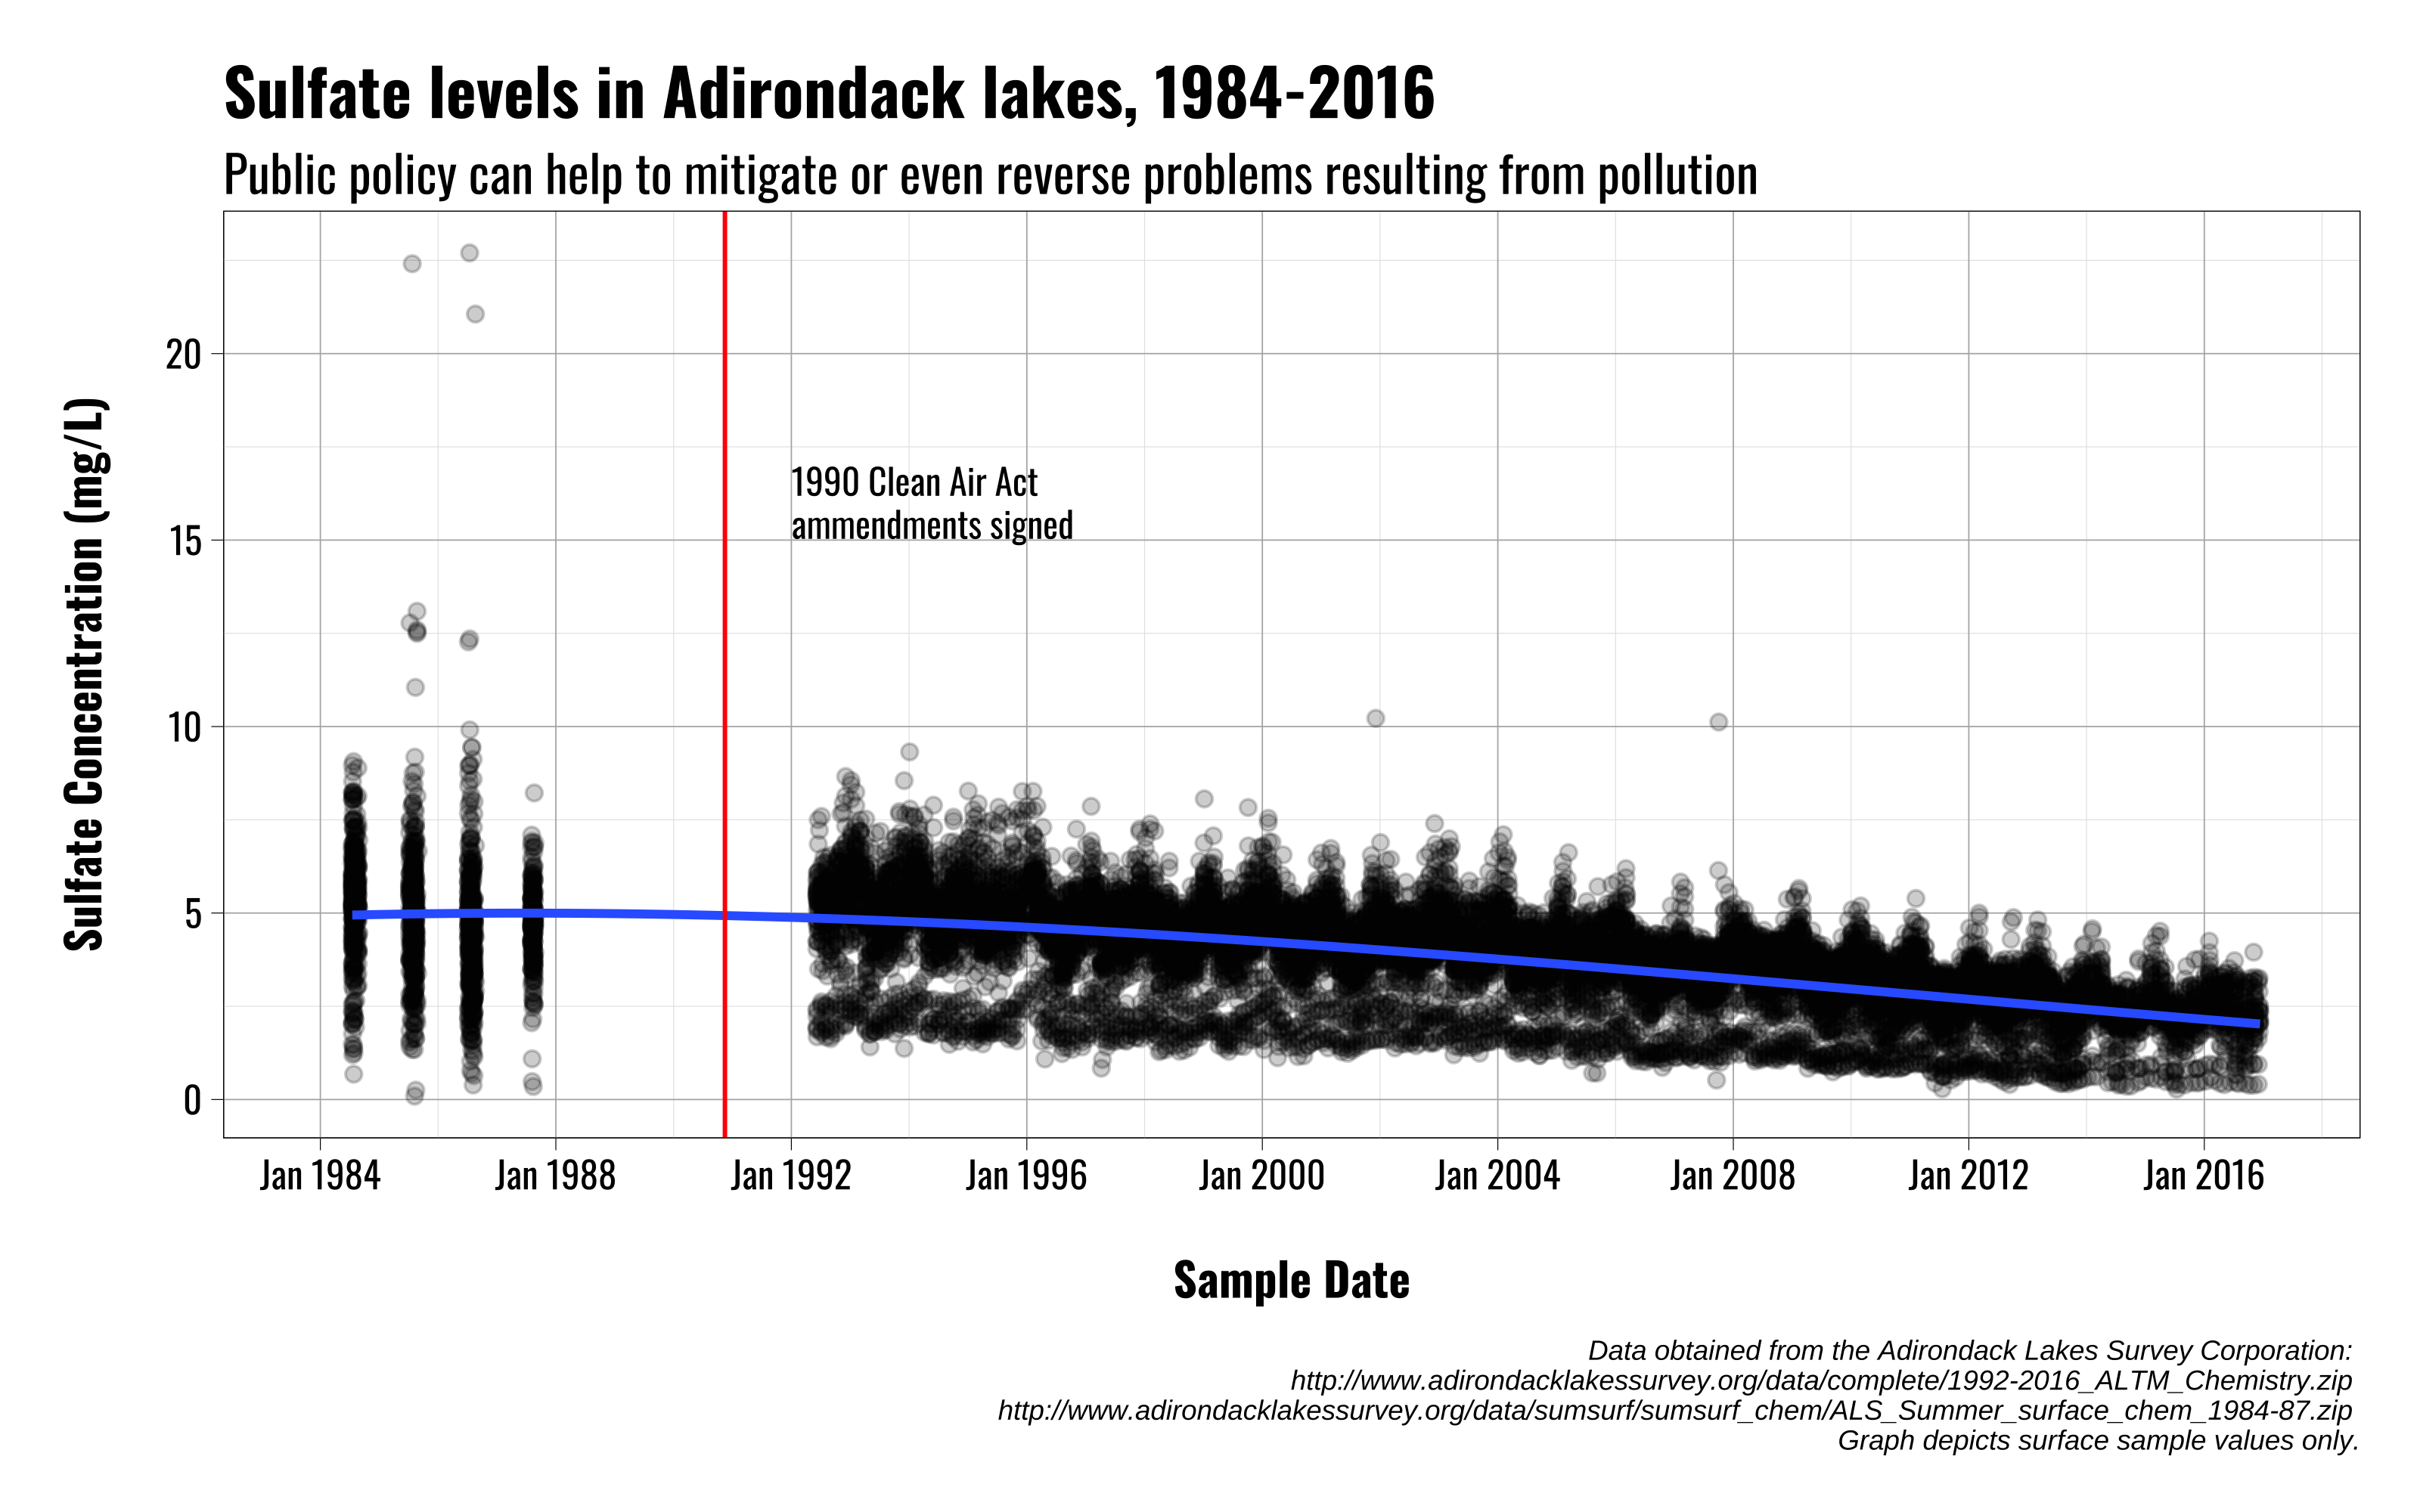 Sulfate levels in Adirondack lakes, 1984-2016
Public policy can help to mitigate or even reverse problems resulting from pollution
Sulfate Concentration (mg/L)
20
15
10
5
0
1990 Clean Air Act
ammendments signed
Jan 1984
Jan 1988
Jan 1992
Jan 1996
Jan 2000
Jan 2004
Jan 2008
Jan 2012
Jan 2016
Sample Date
Data obtained from the Adirondack Lakes Survey Corporation:
http://www.adirondacklakessurvey.org/data/complete/1992-2016_ALTM_Chemistry.zip
http://www.adirondacklakessurvey.org/data/sumsurf/sumsurf_chem/ALS_Summer_surface_chem_1984-87.zip
Graph depicts surface sample values only.